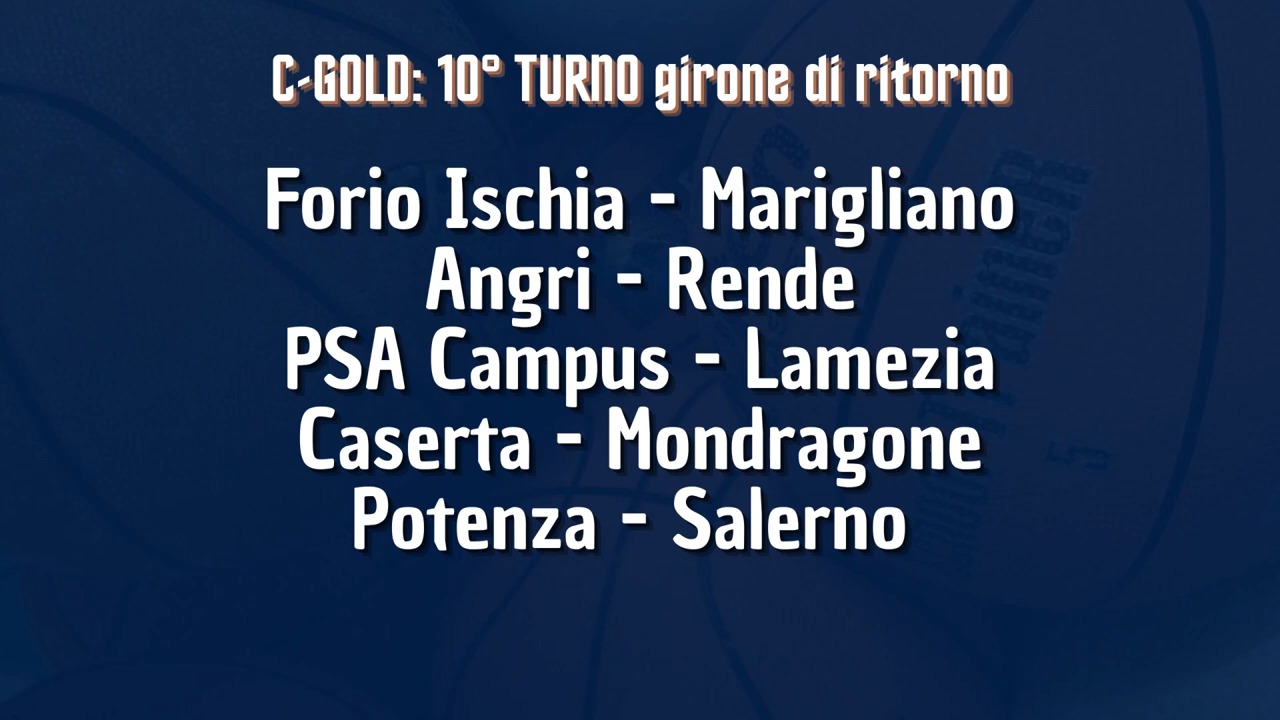 C-GOLD: 10° TURNO girone di ritorno
Forio Ischia - Marigliano
Angri - Rende
PSA Campus - Lamezia
Caserta - Mondragone
Potenza - Salerno